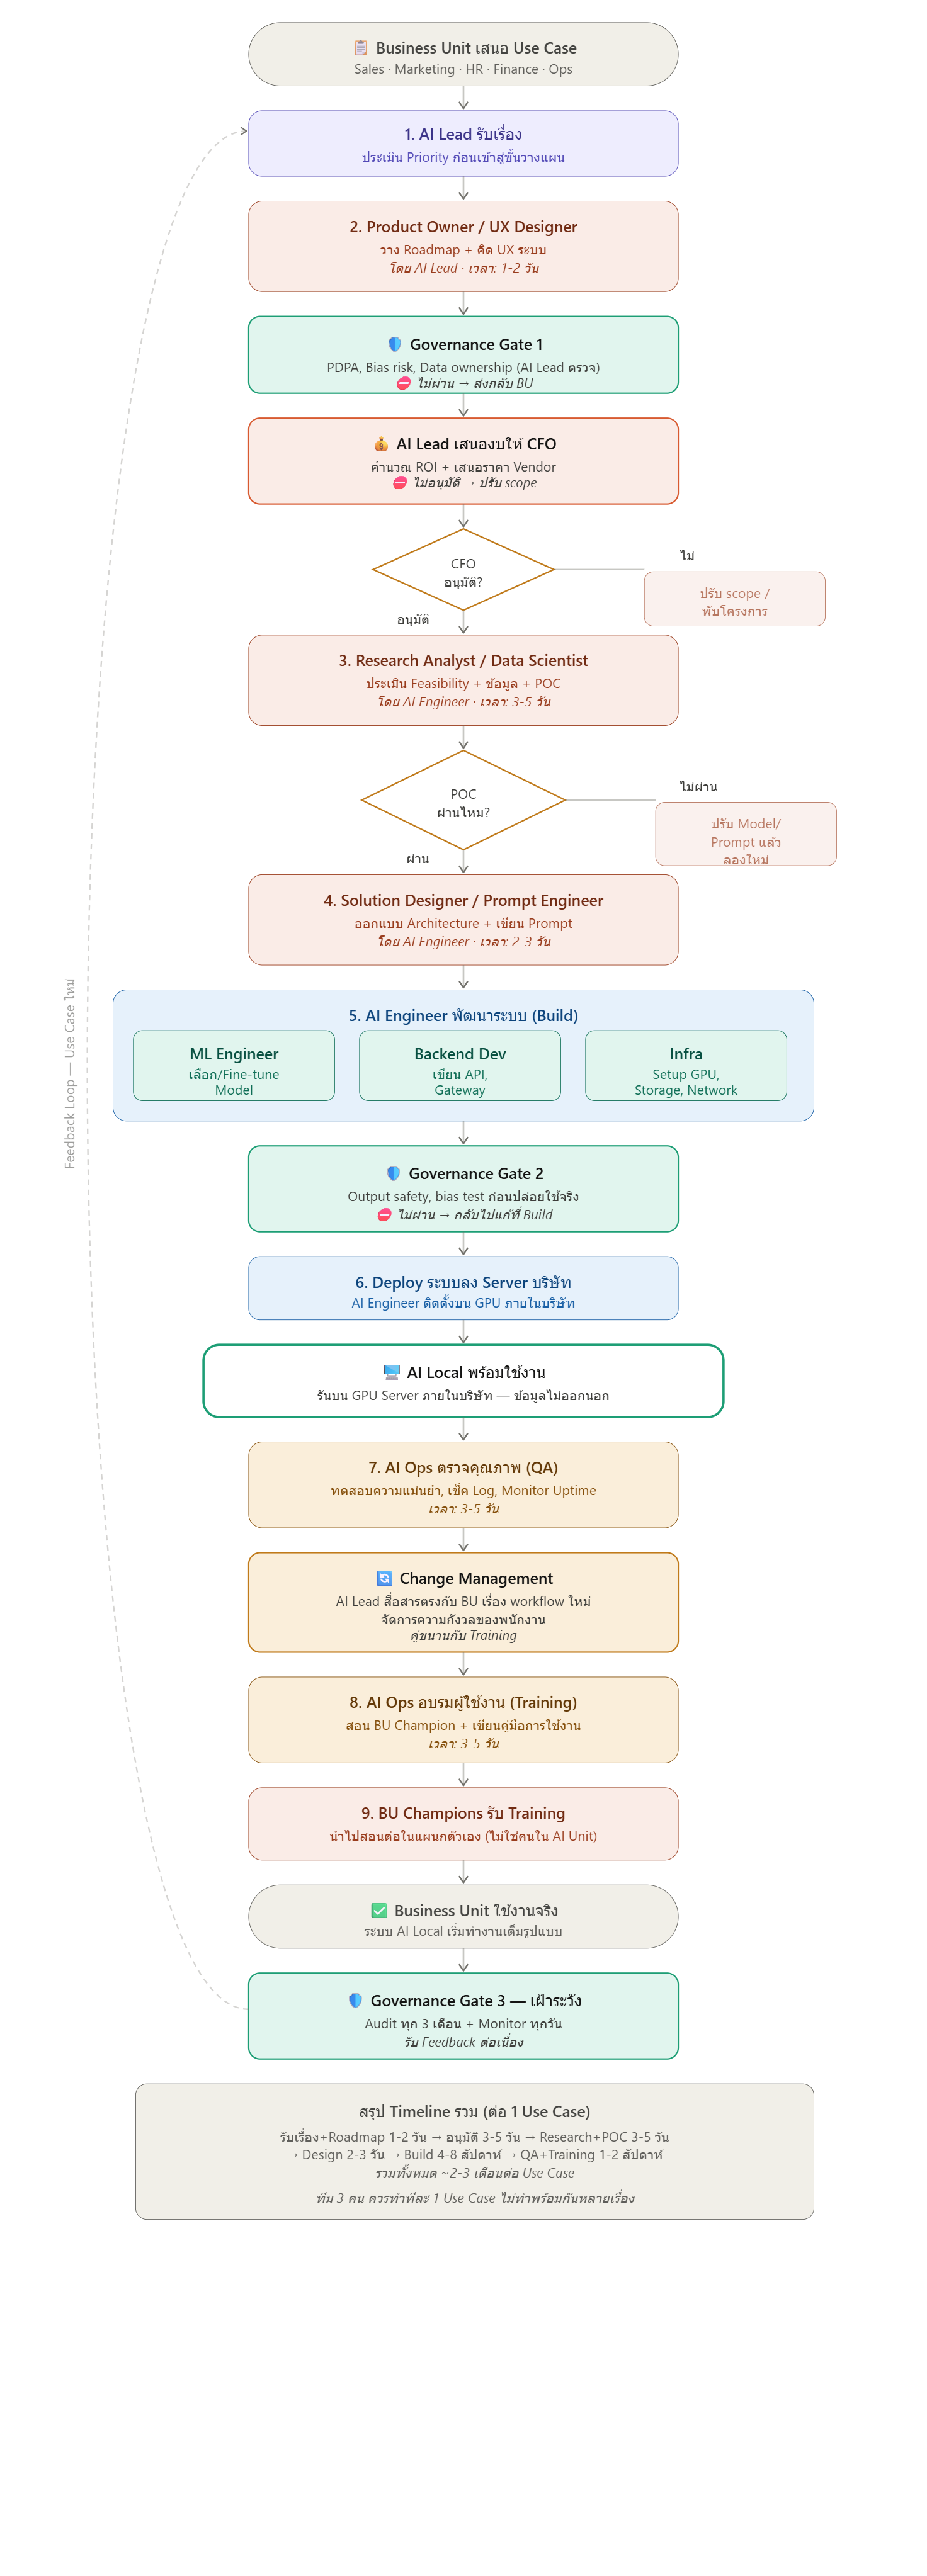 📋 Business Unit เสนอ Use Case
Sales · Marketing · HR · Finance · Ops
1. AI Lead รับเรื่อง
ประเมิน Priority ก่อนเข้าสู่ขั้นวางแผน
2. Product Owner / UX Designer
วาง Roadmap + คิด UX ระบบ
โดย AI Lead · เวลา: 1-2 วัน
🛡️ Governance Gate 1
PDPA, Bias risk, Data ownership (AI Lead ตรวจ)
⛔ ไม่ผ่าน → ส่งกลับ BU
💰 AI Lead เสนองบให้ CFO
คำนวณ ROI + เสนอราคา Vendor
⛔ ไม่อนุมัติ → ปรับ scope
CFO
อนุมัติ?
ไม่
ปรับ scope /
พับโครงการ
อนุมัติ
3. Research Analyst / Data Scientist
ประเมิน Feasibility + ข้อมูล + POC
โดย AI Engineer · เวลา: 3-5 วัน
POC
ผ่านไหม?
ไม่ผ่าน
ปรับ Model/
Prompt แล้ว
ลองใหม่
ผ่าน
4. Solution Designer / Prompt Engineer
ออกแบบ Architecture + เขียน Prompt
โดย AI Engineer · เวลา: 2-3 วัน
Feedback Loop — Use Case ใหม่
5. AI Engineer พัฒนาระบบ (Build)
ML Engineer
เลือก/Fine-tune
Model
Backend Dev
เขียน API,
Gateway
Infra
Setup GPU,
Storage, Network
🛡️ Governance Gate 2
Output safety, bias test ก่อนปล่อยใช้จริง
⛔ ไม่ผ่าน → กลับไปแก้ที่ Build
6. Deploy ระบบลง Server บริษัท
AI Engineer ติดตั้งบน GPU ภายในบริษัท
🖥️ AI Local พร้อมใช้งาน
รันบน GPU Server ภายในบริษัท — ข้อมูลไม่ออกนอก
7. AI Ops ตรวจคุณภาพ (QA)
ทดสอบความแม่นยำ, เช็ค Log, Monitor Uptime
เวลา: 3-5 วัน
🔄 Change Management
AI Lead สื่อสารตรงกับ BU เรื่อง workflow ใหม่
จัดการความกังวลของพนักงาน
คู่ขนานกับ Training
8. AI Ops อบรมผู้ใช้งาน (Training)
สอน BU Champion + เขียนคู่มือการใช้งาน
เวลา: 3-5 วัน
9. BU Champions รับ Training
นำไปสอนต่อในแผนกตัวเอง (ไม่ใช่คนใน AI Unit)
✅ Business Unit ใช้งานจริง
ระบบ AI Local เริ่มทำงานเต็มรูปแบบ
🛡️ Governance Gate 3 — เฝ้าระวัง
Audit ทุก 3 เดือน + Monitor ทุกวัน
รับ Feedback ต่อเนื่อง
สรุป Timeline รวม (ต่อ 1 Use Case)
รับเรื่อง+Roadmap 1-2 วัน → อนุมัติ 3-5 วัน → Research+POC 3-5 วัน
→ Design 2-3 วัน → Build 4-8 สัปดาห์ → QA+Training 1-2 สัปดาห์
รวมทั้งหมด ~2-3 เดือนต่อ Use Case
ทีม 3 คน ควรทำทีละ 1 Use Case ไม่ทำพร้อมกันหลายเรื่อง